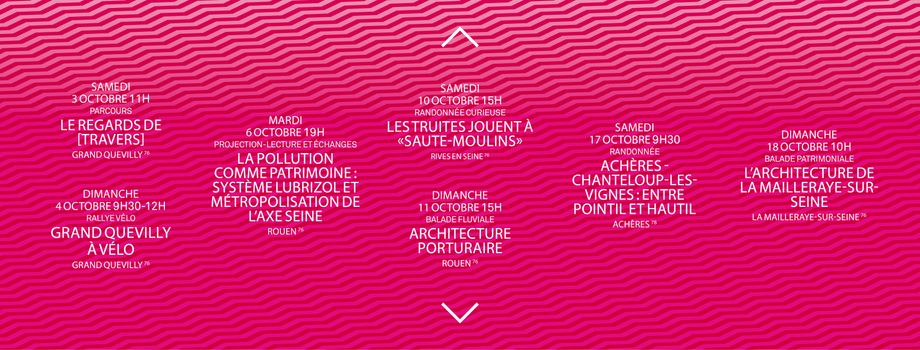 SAMEDI
3 OCTOBRE 11H
PARCOURS
LE REGARDS DE
[TRAVERS]
GRAND QUEVILLY 76
DIMANCHE
4 OCTOBRE 9H30-12H
RALLYE VÉLO
GRAND QUEVILLY
À VÉLO
GRAND QUEVILLY 76
MARDI
6 OCTOBRE 19H
PROJECTION-LECTURE ET ÉCHANGES
LA POLLUTION
COMME PATRIMOINE :
SYSTÈME LUBRIZOL ET
MÉTROPOLISATION DE
L'AXE SEINE
ROUEN 76
SAMEDI
10 OCTOBRE 15H
RANDONNÉE CURIEUSE
LES TRUITES JOUENT À
«SAUTE-MOULINS»
RIVES EN SEINE 76
DIMANCHE
11 OCTOBRE 15H
BALADE FLUVIALE
ARCHITECTURE
PORTURAIRE
ROUEN 76
SAMEDI
17 OCTOBRE 9H30
RANDONNÉE
ACHÈRES -
CHANTELOUP-LES-
VIGNES : ENTRE
POINTIL ET HAUTIL
ACHÈRES 78
DIMANCHE
18 OCTOBRE 10H
BALADE PATRIMONIALE
L'ARCHITECTURE DE
LA MAILLERAYE-SUR-
SEINE
LA MAILLERAYE-SUR-SEINE 76